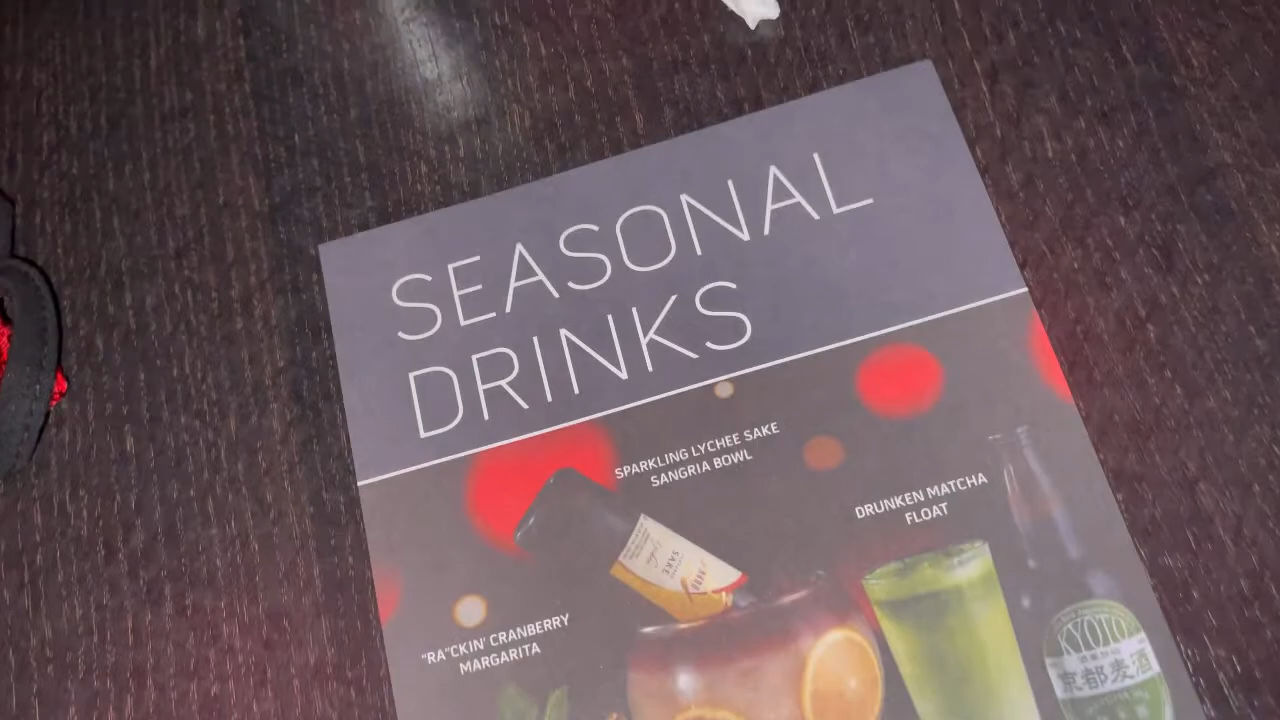 SEASONAL
DRINKS
SPARKLING LYCHEE SAKE
SANGRIA BOWL
DRUNKEN MATCHA
FLOAT
"RA"CKIN' CRANBERRY
MARGARITA
SAKE
KYOTO
京都麦酒